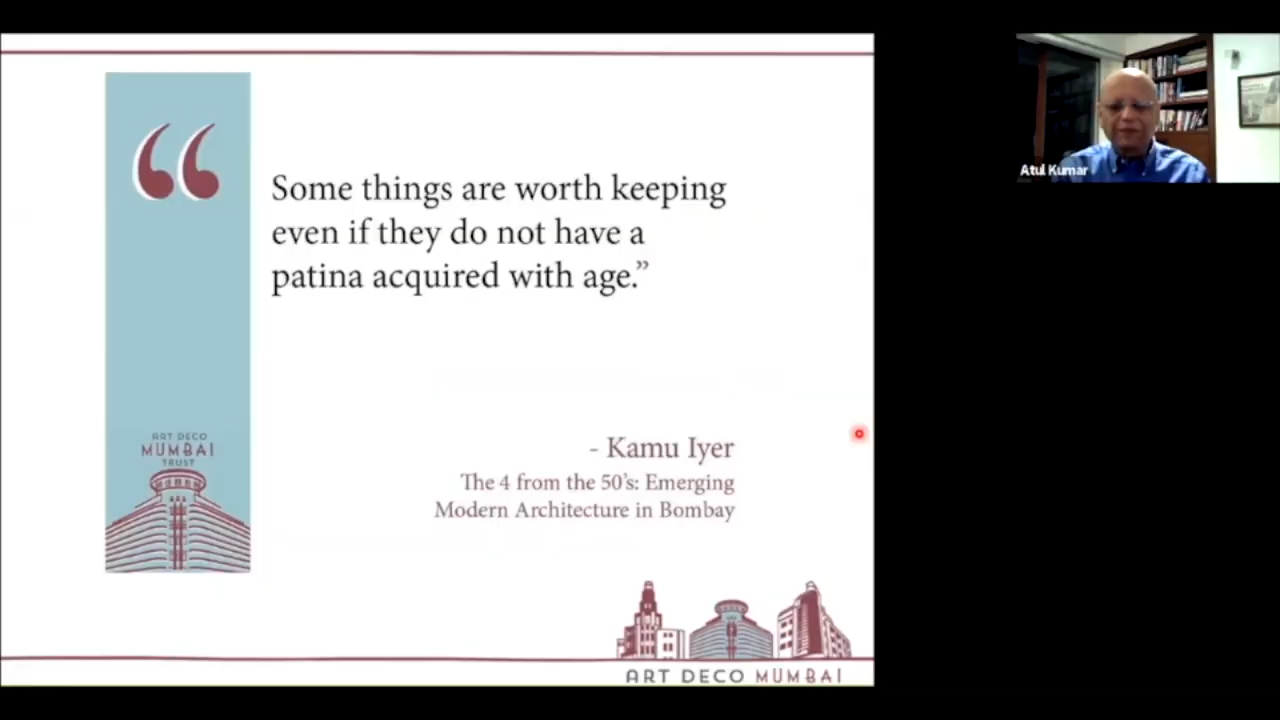 “
Some things are worth keeping
even if they do not have a
patina acquired with age.”
- Kamu Iyer
The 4 from the 50's: Emerging
Modern Architecture in Bombay
ART DECO
MUMBAI
TRUST
ART DECO MUMBAI
Atul Kumar